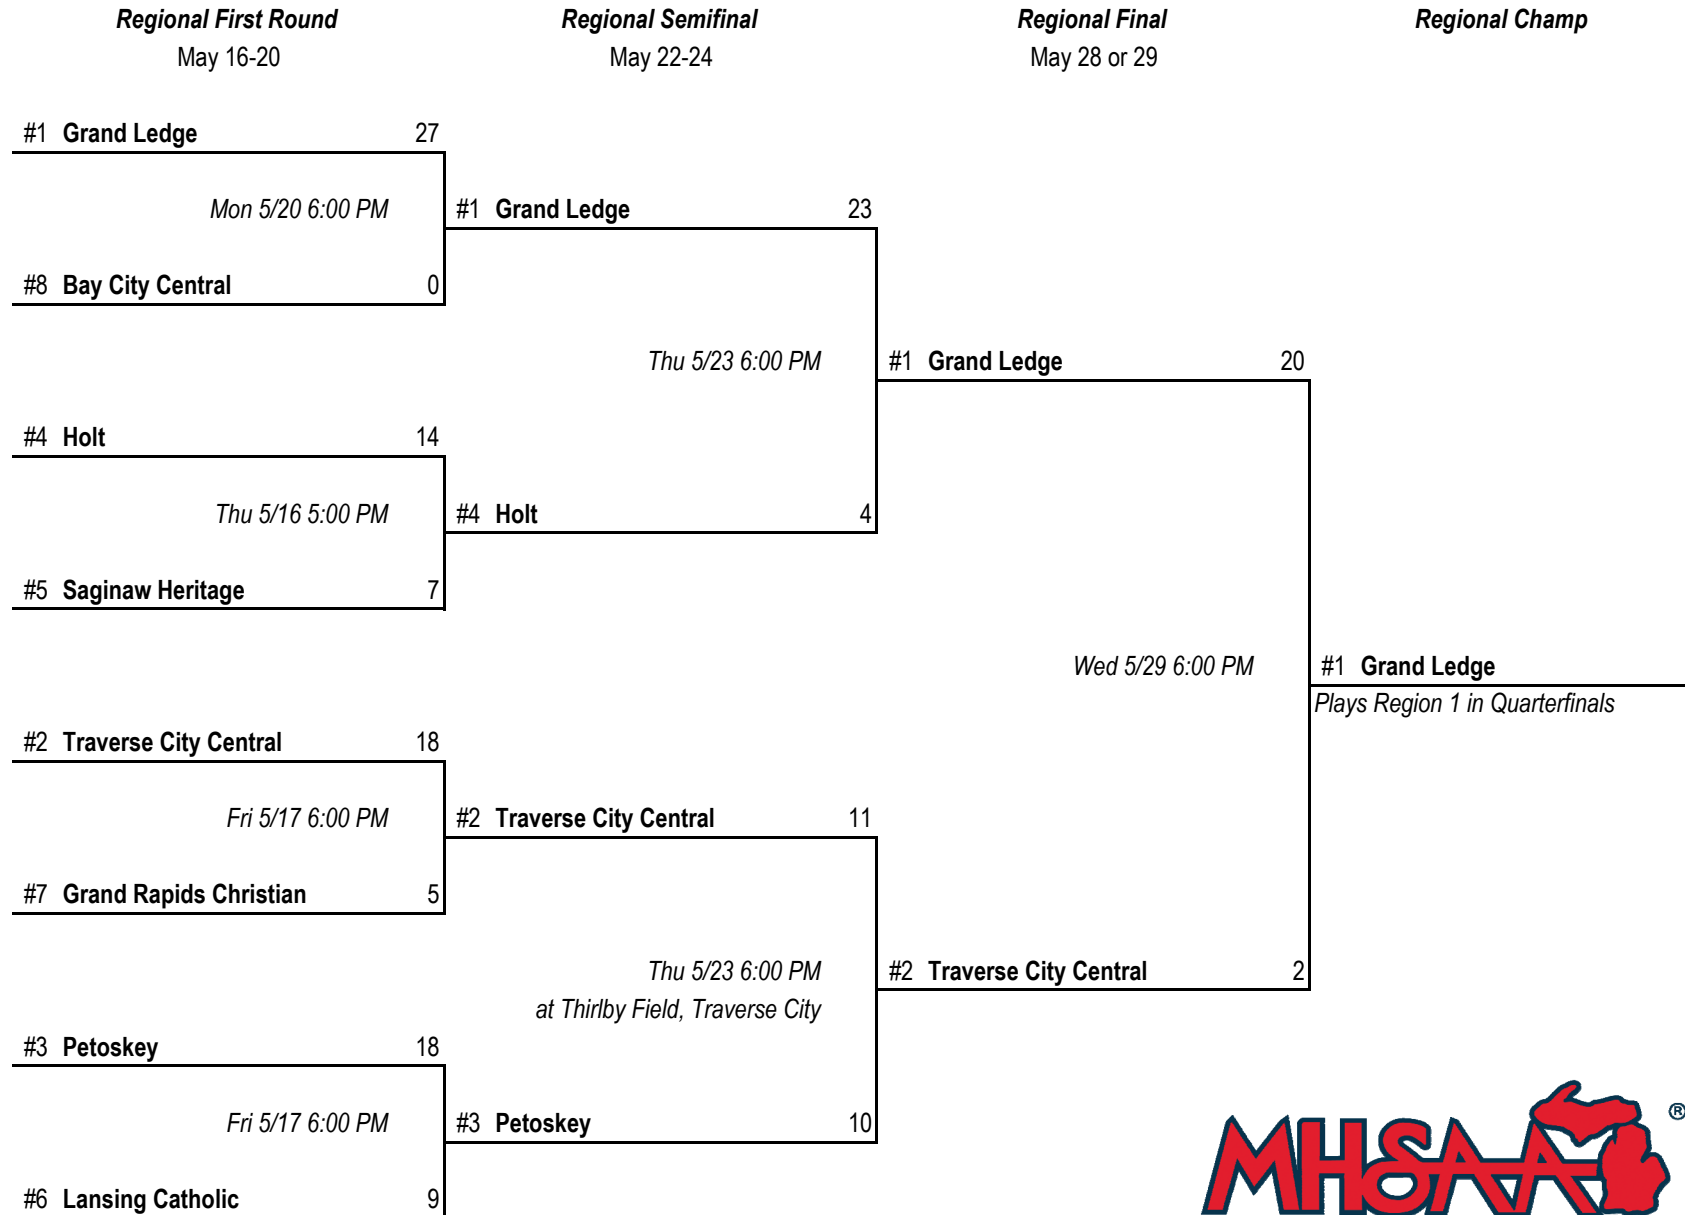 Regional First Round Regional Semifinal Regional Final Regional Champ
May 16-20 May 22-24 May 28 or 29
#1 Grand Ledge 27
Mon 5/20 6:00 PM #1 Grand Ledge 23
#8 Bay City Central 0
Thu 5/23 6:00 PM #1 Grand Ledge 20
#4 Holt 14
Thu 5/16 5:00 PM #4 Holt 4
#5 Saginaw Heritage 7
Wed 5/29 6:00 PM #1 Grand Ledge
Plays Region 1 in Quarterfinals
#2 Traverse City Central 18
Fri 5/17 6:00 PM #2 Traverse City Central 11
#7 Grand Rapids Christian 5
Thu 5/23 6:00 PM #2 Traverse City Central 2
at Thirlby Field, Traverse City
#3 Petoskey 18
Fri 5/17 6:00 PM #3 Petoskey 10
MHSAA ®
#6 Lansing Catholic 9